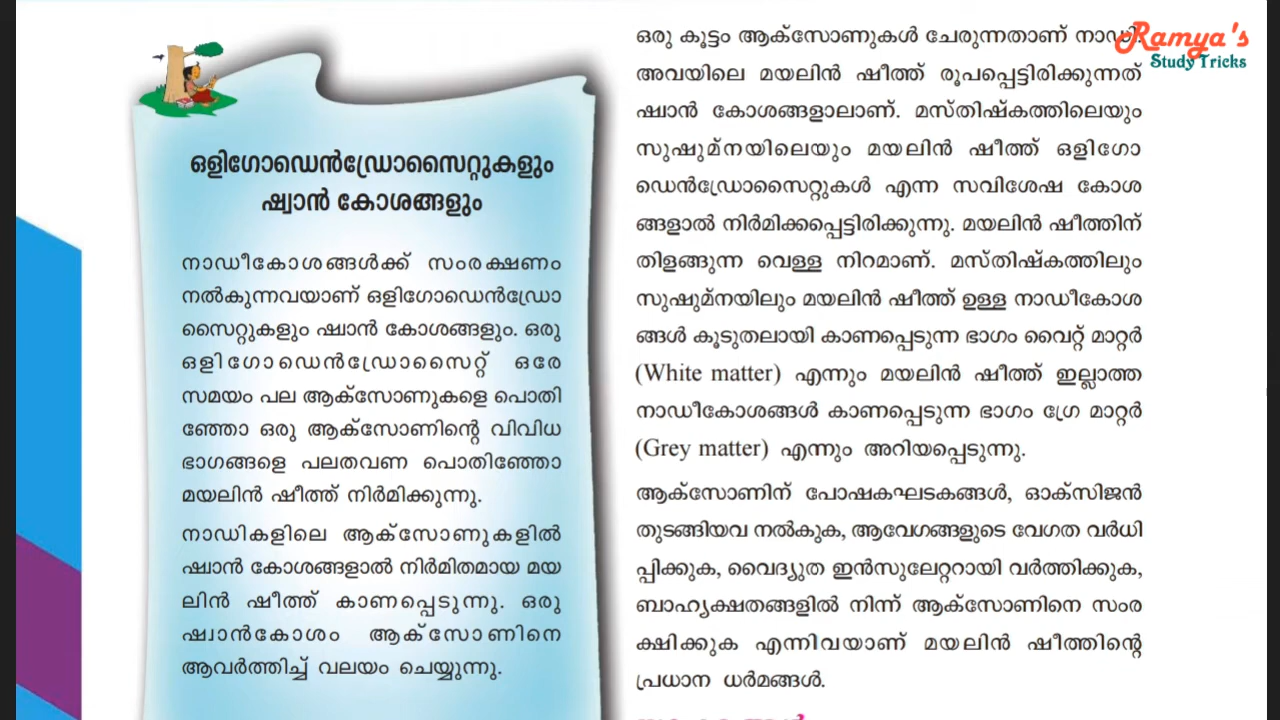 Ramya's
Study Tricks
ഒളിഗോഡെൻഡ്രോസൈറ്റുകളും
ഷ്വാൻ കോശങ്ങളും
നാഡീകോശങ്ങൾക്ക് സംരക്ഷണം
നൽകുന്നവയാണ് ഒളിഗോഡെൻഡ്രോ
സൈറ്റുകളും ഷ്വാൻ കോശങ്ങളും. ഒരു
ഒളിഗോഡെൻഡ്രോസൈറ്റ് ഒരേ
സമയം പല ആക്സോണുകളെ പൊതി
ഞ്ഞോ ഒരു ആക്സോണിന്റെ വിവിധ
ഭാഗങ്ങളെ പലതവണ പൊതിഞ്ഞോ
മയലിൻ ഷീത്ത് നിർമിക്കുന്നു.
നാഡികളിലെ ആക്സോണുകളിൽ
ഷ്വാൻ കോശങ്ങളാൽ നിർമിതമായ മയ
ലിൻ ഷീത്ത് കാണപ്പെടുന്നു. ഒരു
ഷ്വാൻകോശം ആക്സോണിനെ
ആവർത്തിച്ച് വലയം ചെയ്യുന്നു.
ഒരു കൂട്ടം ആക്സോണുകൾ ചേരുന്നതാണ് നാഡി.
അവയിലെ മയലിൻ ഷീത്ത് രൂപപ്പെട്ടിരിക്കുന്നത്
ഷ്വാൻ കോശങ്ങളാലാണ്. മസ്തിഷ്കത്തിലെയും
സുഷുമ്നയിലെയും മയലിൻ ഷീത്ത് ഒളിഗോ
ഡെൻഡ്രോസൈറ്റുകൾ എന്ന സവിശേഷ കോശ
ങ്ങളാൽ നിർമിക്കപ്പെട്ടിരിക്കുന്നു. മയലിൻ ഷീത്തിന്
തിളങ്ങുന്ന വെള്ള നിറമാണ്. മസ്തിഷ്കത്തിലും
സുഷുമ്നയിലും മയലിൻ ഷീത്ത് ഉള്ള നാഡീകോശ
ങ്ങൾ കൂടുതലായി കാണപ്പെടുന്ന ഭാഗം വൈറ്റ് മാറ്റർ
(White matter) എന്നും മയലിൻ ഷീത്ത് ഇല്ലാത്ത
നാഡീകോശങ്ങൾ കാണപ്പെടുന്ന ഭാഗം ഗ്രേ മാറ്റർ
(Grey matter) എന്നും അറിയപ്പെടുന്നു.
ആക്സോണിന് പോഷകഘടകങ്ങൾ, ഓക്സിജൻ
തുടങ്ങിയവ നൽകുക, ആവേഗങ്ങളുടെ വേഗത വർധി
പ്പിക്കുക, വൈദ്യുത ഇൻസുലേറ്ററായി വർത്തിക്കുക,
ബാഹ്യക്ഷതങ്ങളിൽ നിന്ന് ആക്സോണിനെ സംര
ക്ഷിക്കുക എന്നിവയാണ് മയലിൻ ഷീത്തിന്റെ
പ്രധാന ധർമങ്ങൾ.